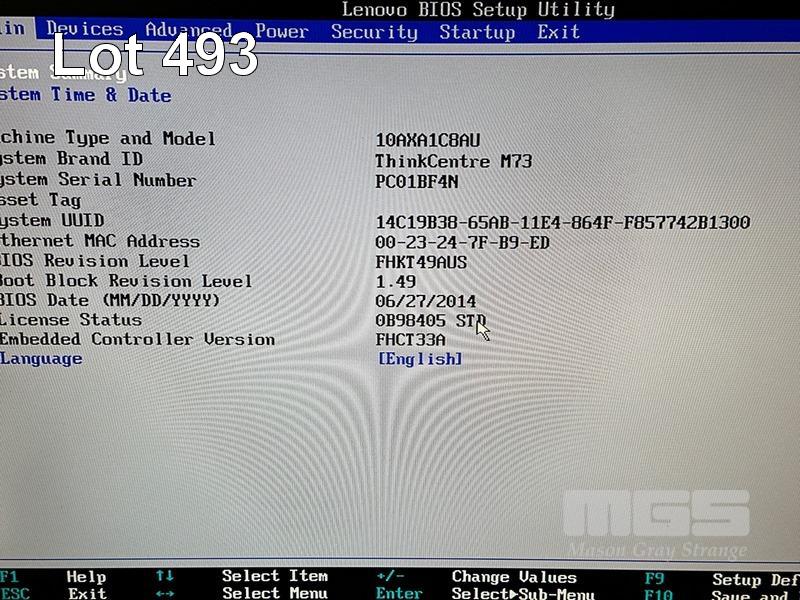 Lenovo BIOS Setup Utility
in Devices Advanced Power Security Startup Exit
Lot 493
stem Summary
stem Time & Date
chine Type and Model 10AXA1C8AU
ystem Brand ID ThinkCentre M73
ystem Serial Number PC01BF4N
sset Tag
ystem UUID 14C19B38-65AB-11E4-864F-F857742B1300
thernet MAC Address 00-23-24-7F-B9-ED
BIOS Revision Level FHKT49AUS
Boot Block Revision Level 1.49
BIOS Date (MM/DD/YYYY) 06/27/2014
License Status 0B98405 STD
Embedded Controller Version FHCT33A
Language [English]
MGS
Mason Gray Strange
F1 Help ↑↓ Select Item +/- Change Values F9 Setup Def
ESC Exit ←→ Select Menu Enter Select▶Sub-Menu F10 Save and